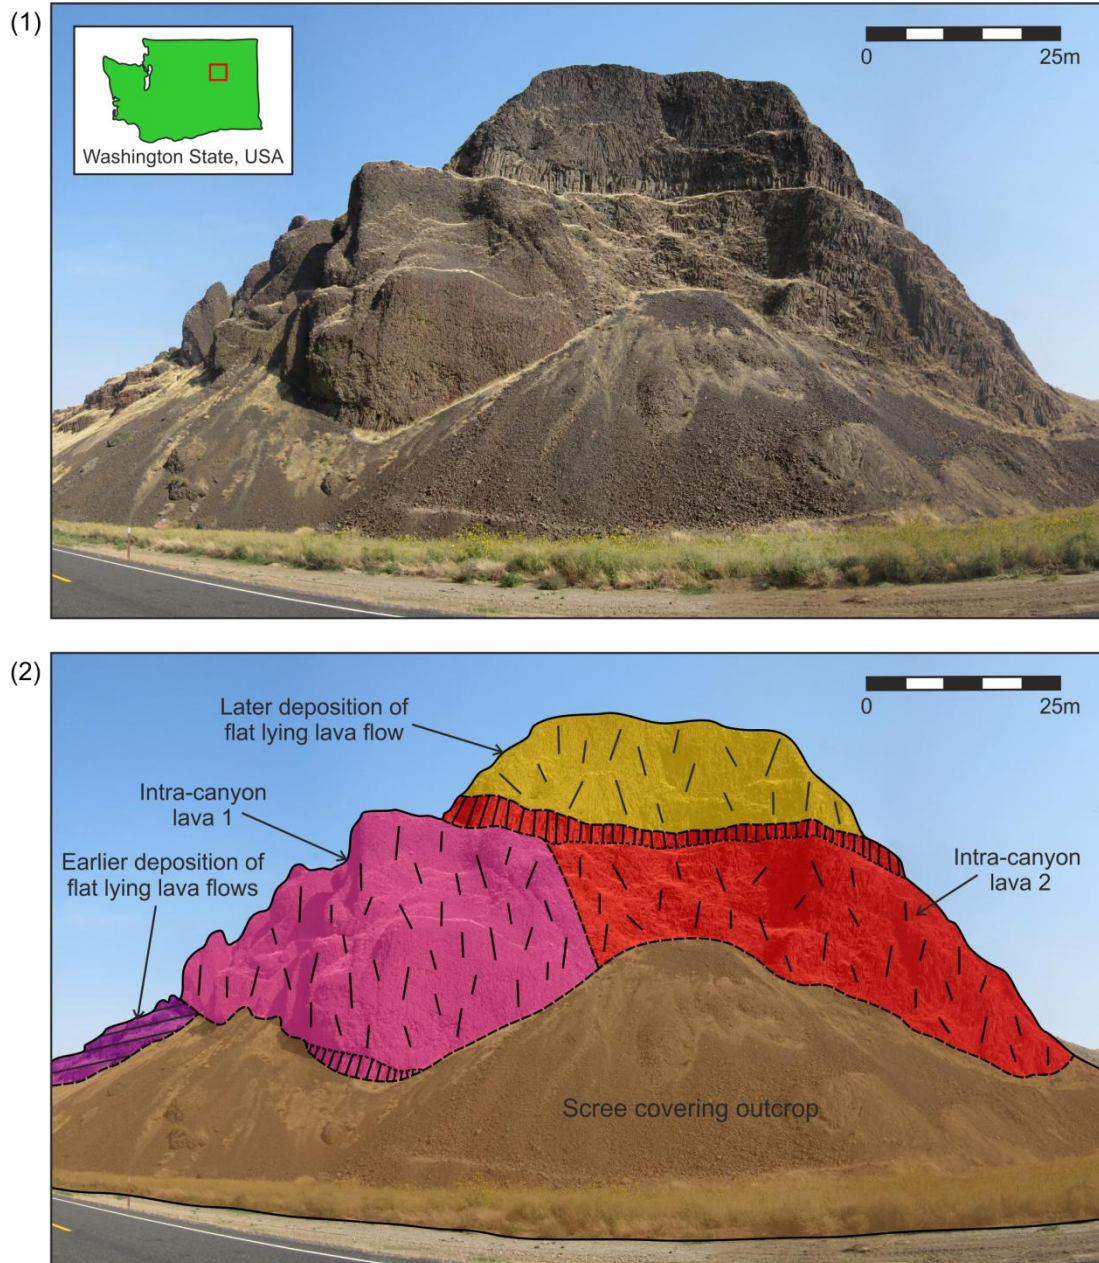 (1)
Washington State, USA
0
25m
(2)
0
25m
Later deposition of
flat lying lava flow
Intra-canyon
lava 1
Earlier deposition of
flat lying lava flows
Intra-canyon
lava 2
Scree covering outcrop